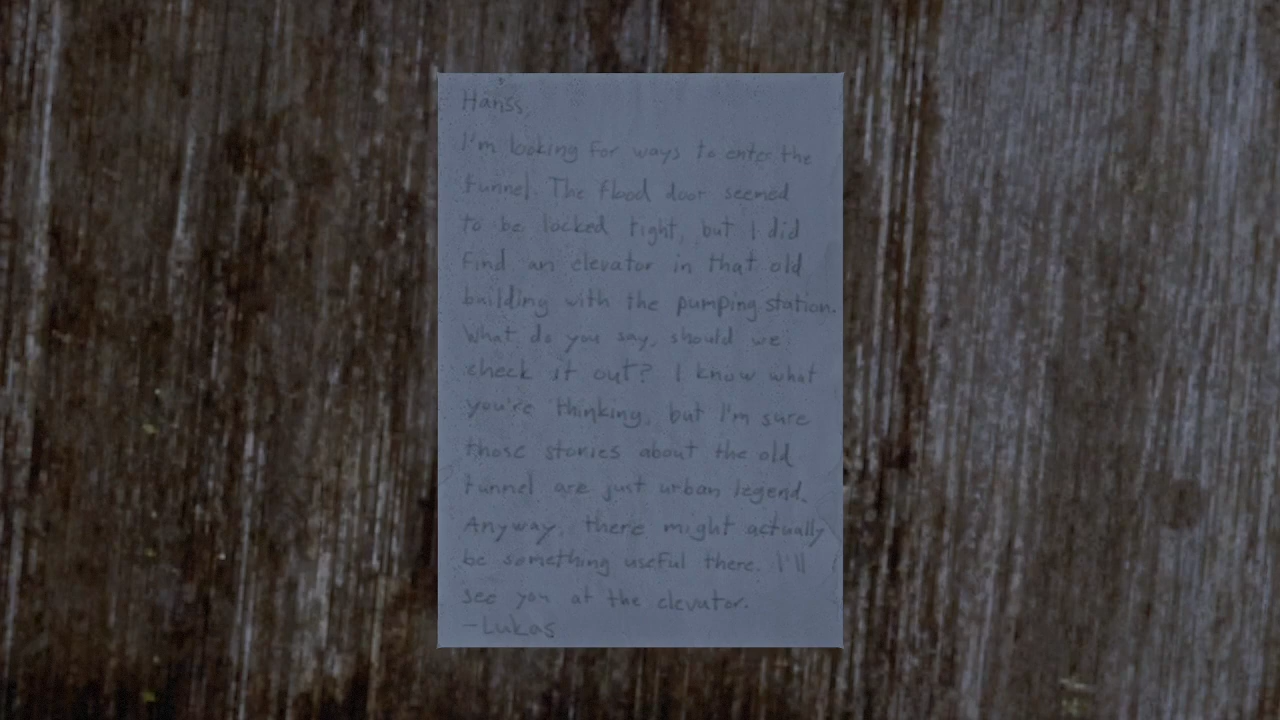 Hanss,
I'm looking for ways to enter the
tunnel. The flood door seemed
to be locked tight, but I did
find an elevator in that old
building with the pumping station.
What do you say, should we
check it out? I know what
you're thinking, but I'm sure
those stories about the old
tunnel are just urban legend.
Anyway, there might actually
be something useful there. I'll
see you at the elevator.
-Lukas